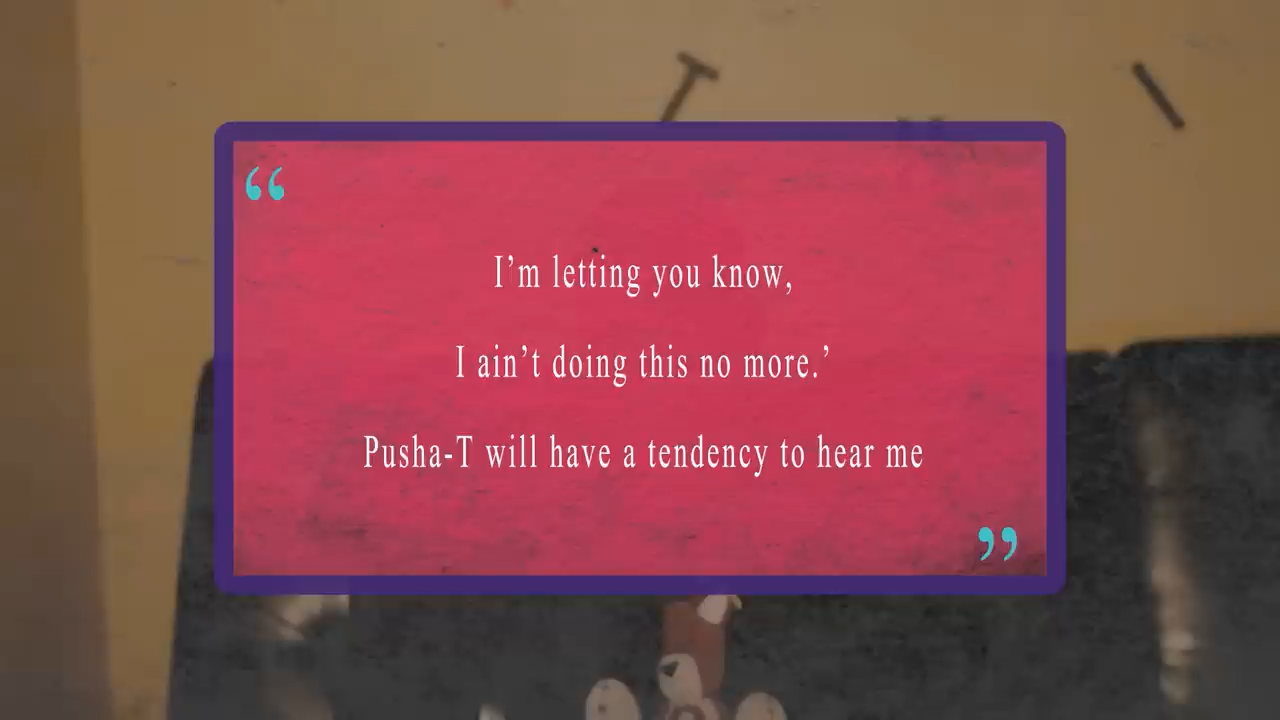 “
I’m letting you know,
I ain’t doing this no more.’
Pusha-T will have a tendency to hear me
”